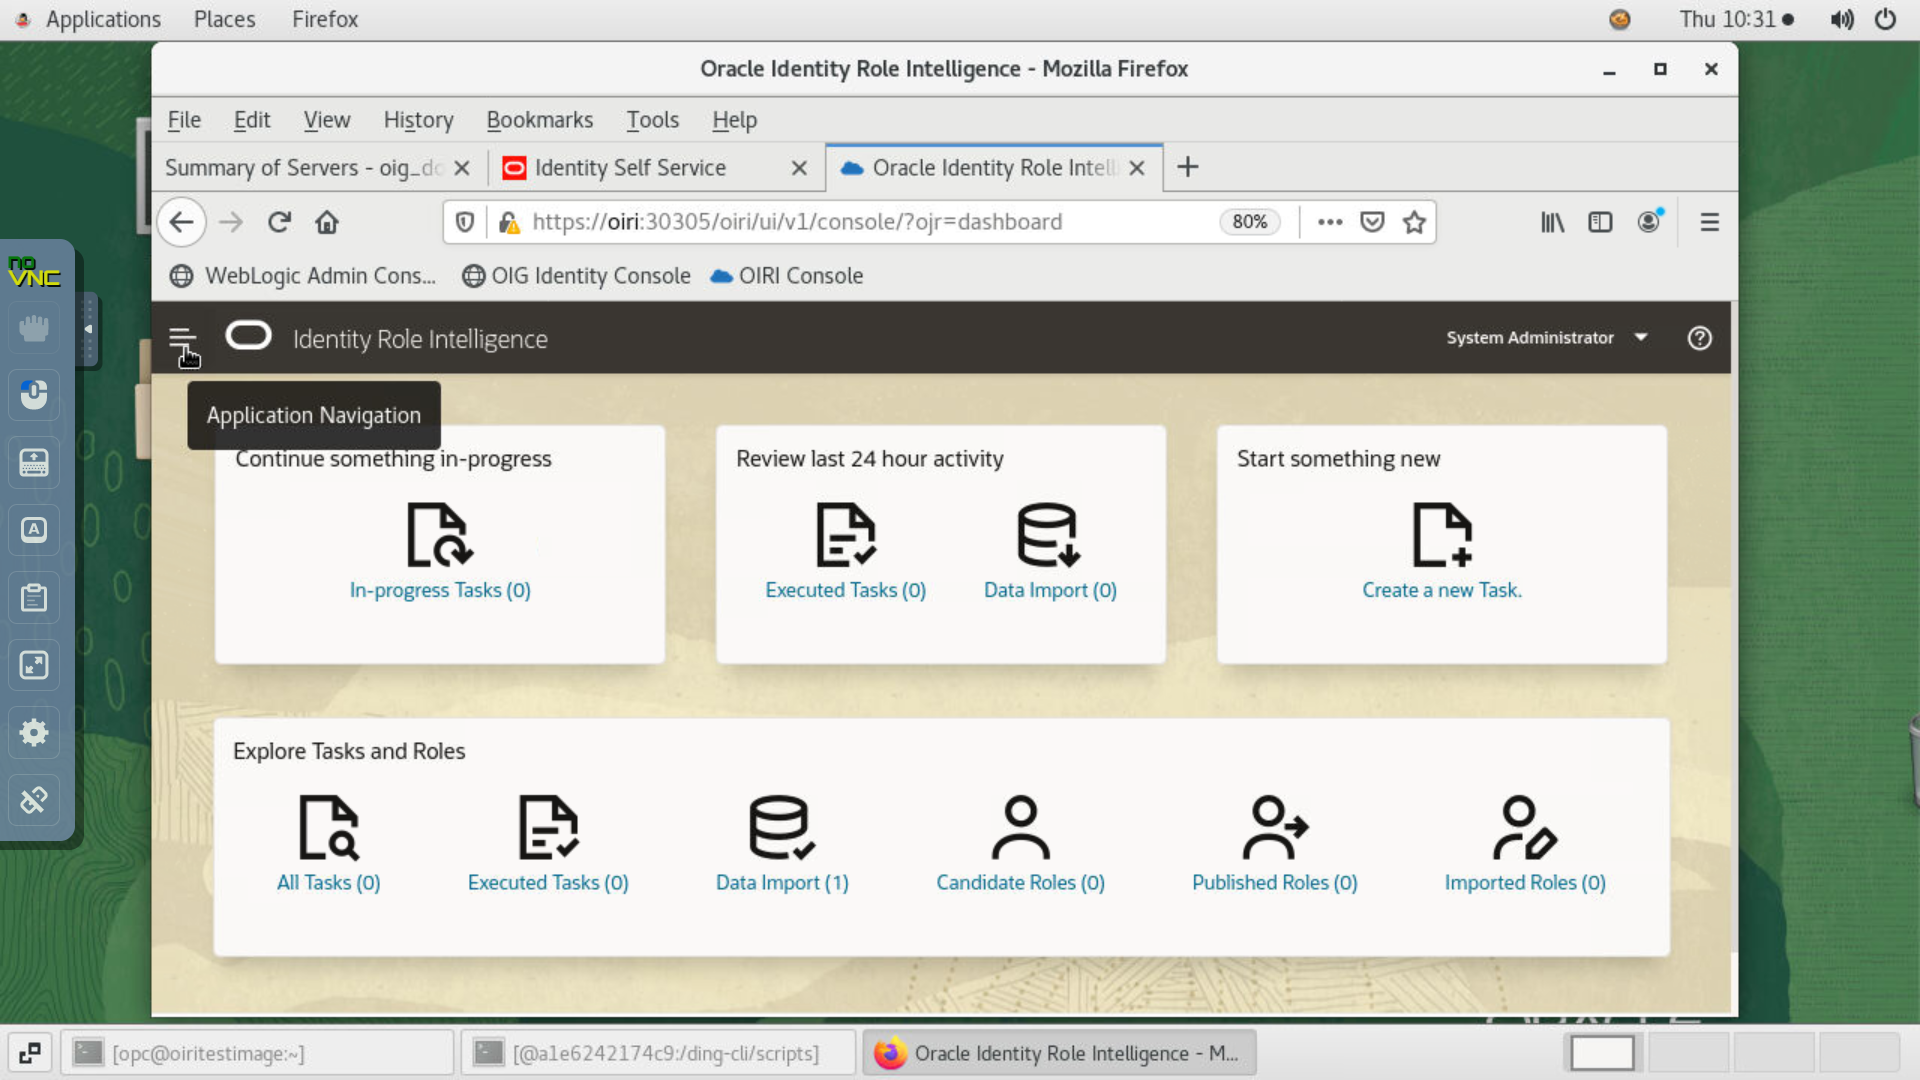 Applications Places Firefox Thu 10:31
Oracle Identity Role Intelligence - Mozilla Firefox
File Edit View History Bookmarks Tools Help
Summary of Servers - oig_do Identity Self Service Oracle Identity Role Intell
https://oiri:30305/oiri/ui/v1/console/?ojr=dashboard 80%
WebLogic Admin Cons... OIG Identity Console OIRI Console
no
VNC
Identity Role Intelligence System Administrator
Application Navigation
Continue something in-progress
In-progress Tasks (0)
Review last 24 hour activity
Executed Tasks (0) Data Import (0)
Start something new
Create a new Task.
A
Explore Tasks and Roles
All Tasks (0) Executed Tasks (0) Data Import (1) Candidate Roles (0) Published Roles (0) Imported Roles (0)
[opc@oiritestimage:~] [@a1e6242174c9:/ding-cli/scripts] Oracle Identity Role Intelligence - M...